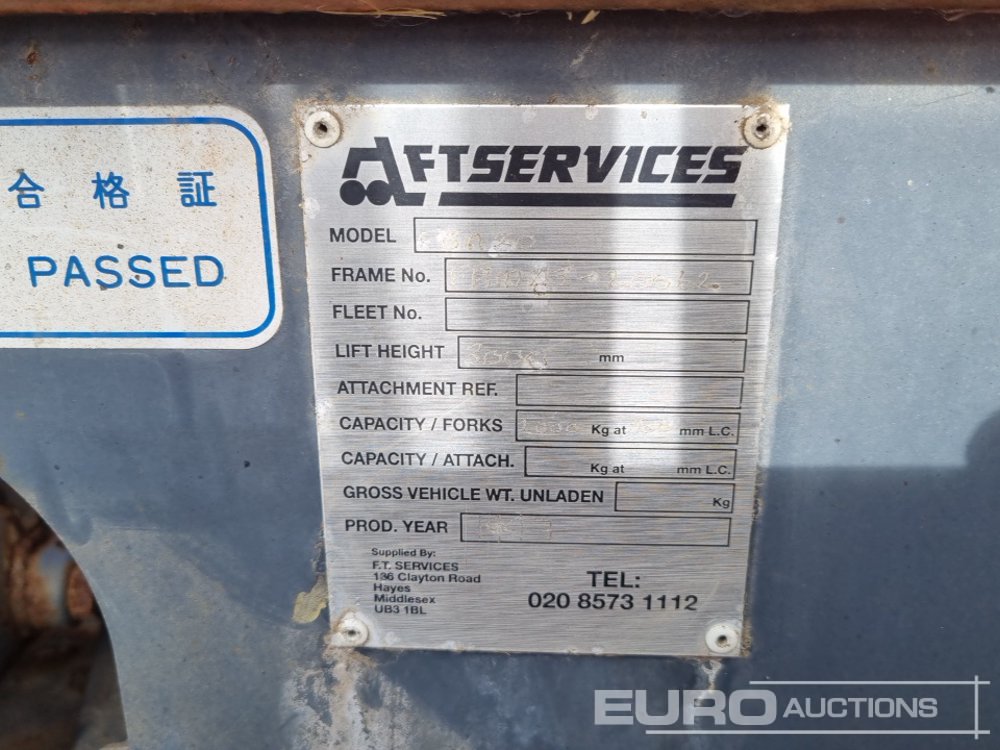 合格証
PASSED
FTSERVICES
MODEL
FRAME No.
FLEET No.
LIFT HEIGHT mm
ATTACHMENT REF.
CAPACITY / FORKS Kg at mm L.C.
CAPACITY / ATTACH. Kg at mm L.C.
GROSS VEHICLE WT. UNLADEN Kg
PROD. YEAR
Supplied By:
F.T. SERVICES
136 Clayton Road
Hayes
Middlesex
UB3 1BL
TEL:
020 8573 1112
EURO AUCTIONS